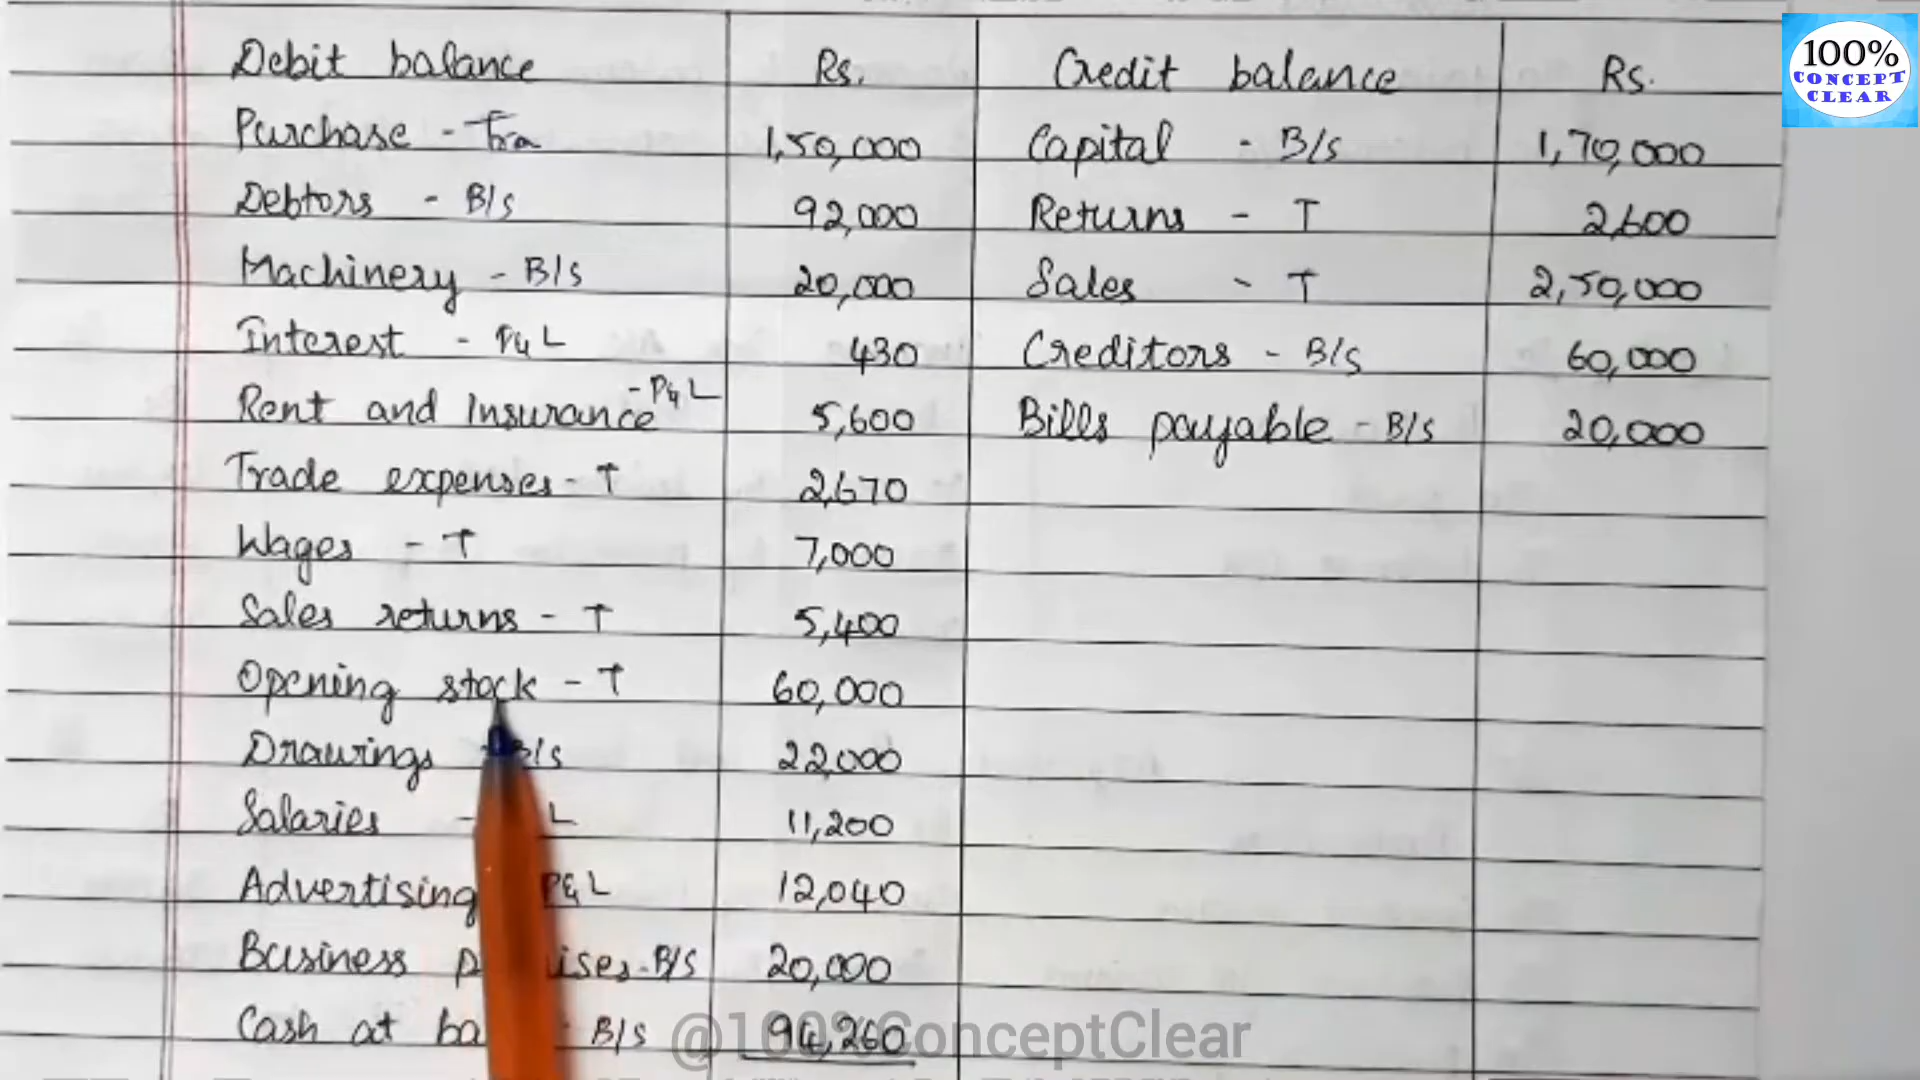 Debit balance Rs. Credit balance Rs.
Purchase - Tra 1,50,000 Capital - B/S 1,70,000
Debtors - B/S 92,000 Returns - T 2,600
Machinery - B/S 20,000 Sales - T 2,50,000
Interest - P&L 430 Creditors - B/S 60,000
Rent and Insurance - P&L 5,600 Bills payable - B/S 20,000
Trade expenses - T 2,670
Wages - T 7,000
Sales returns - T 5,400
Opening stock - T 60,000
Drawings - B/S 22,000
Salaries - L 11,200
Advertising P&L 12,040
Business - B/S 20,000
Cash at - B/S 94,260
100%
CONCEPT
CLEAR
@100%ConceptClear